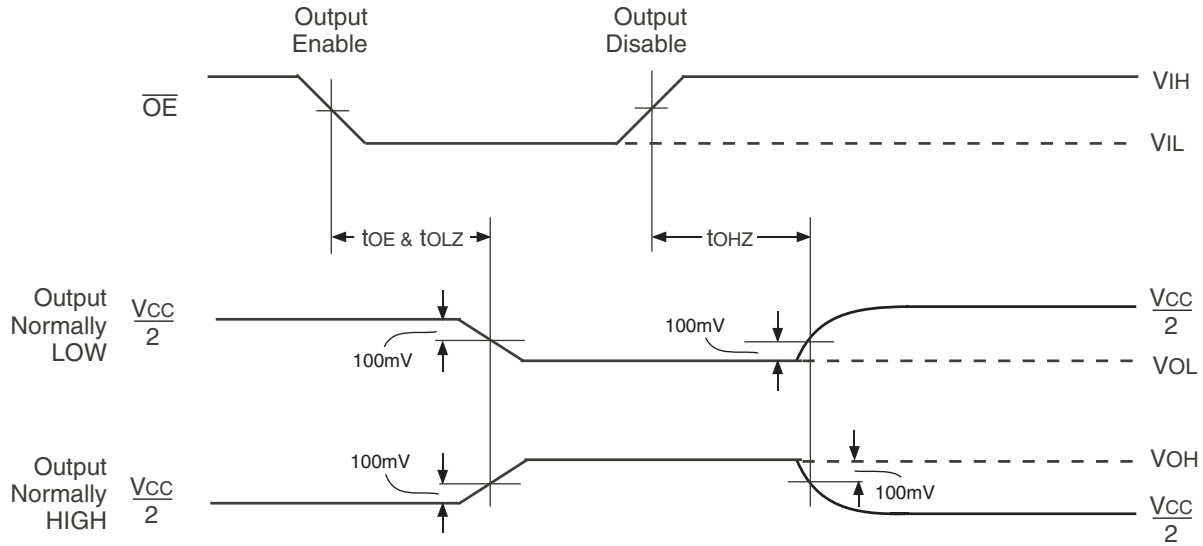 Output
Enable
Output
Disable
OE
VIH
VIL
tOE & tOLZ
tOHZ
Output
Normally
LOW
VCC
2
100mV
100mV
VCC
2
VOL
Output
Normally
HIGH
VCC
2
100mV
100mV
VOH
VCC
2